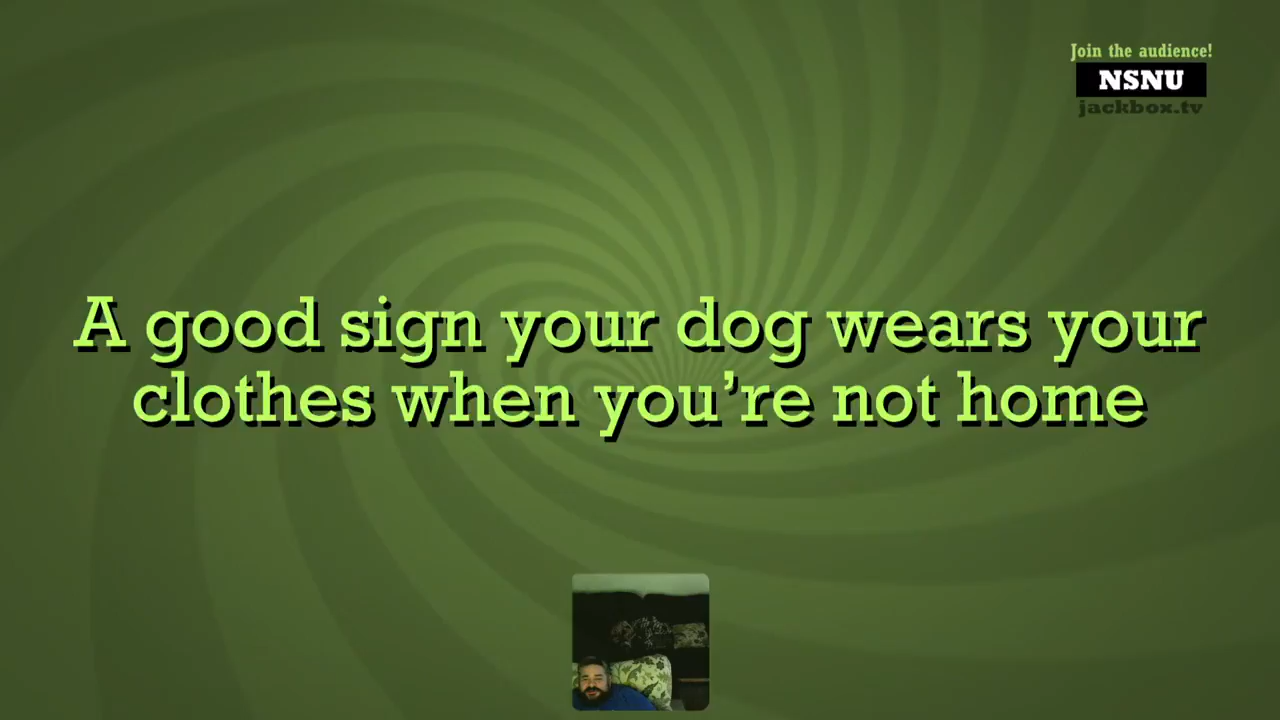 Join the audience!
NSNU
jackbox.tv
A good sign your dog wears your
clothes when you’re not home